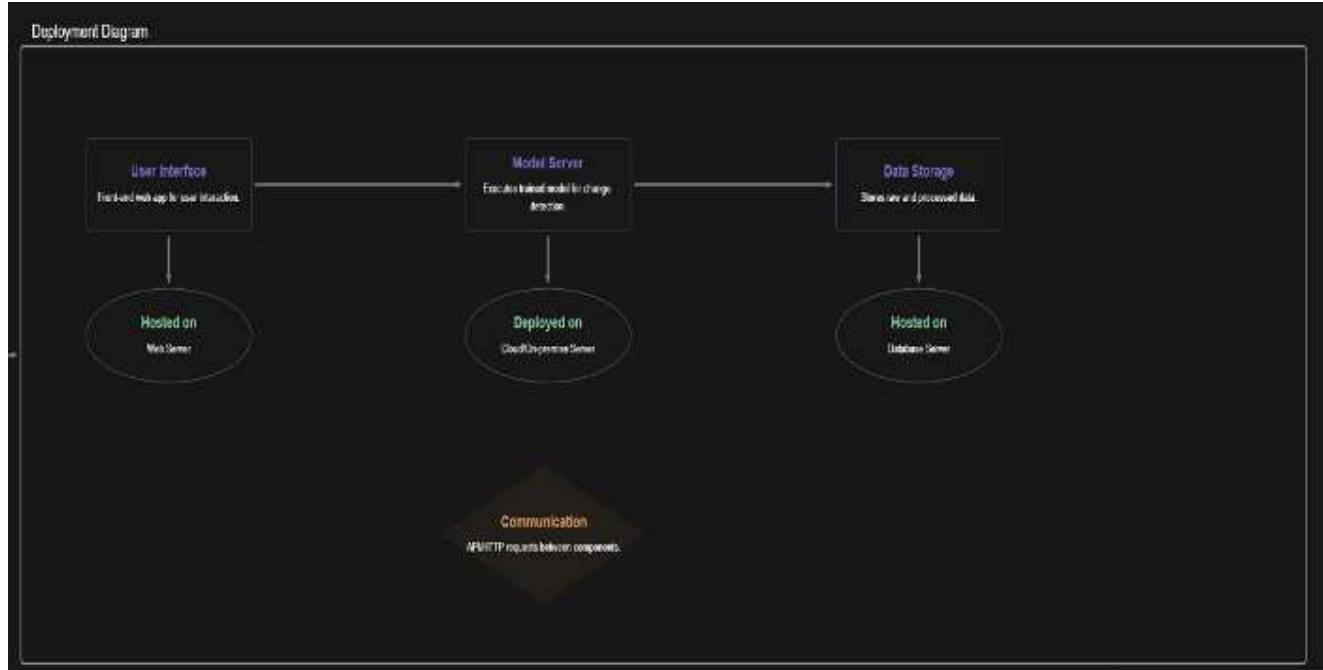 Deployment Diagram
User Interface
Front-end web app for user interaction.
Model Server
Executes trained model for change
detection.
Data Storage
Stores raw and processed data.
Hosted on
Web Server
Deployed on
Cloud/On-premise Server
Hosted on
Database Server
Communication
API/HTTP requests between components.